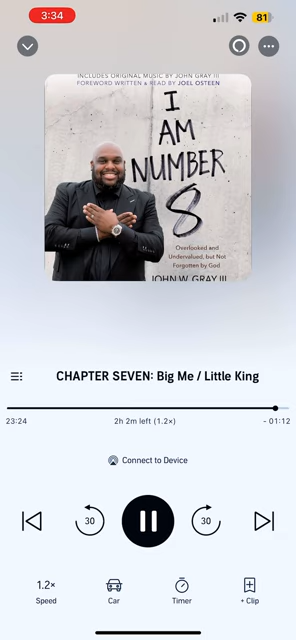 3:34
81
INCLUDES ORIGINAL MUSIC BY JOHN GRAY III
FOREWORD WRITTEN & READ BY JOEL OSTEEN
I
AM
NUMBER
8
Overlooked and
Undervalued, but Not
Forgotten by God
JOHN W. GRAY III
CHAPTER SEVEN: Big Me / Little King
23:24
2h 2m left (1.2×)
- 01:12
Connect to Device
30
30
1.2×
Speed
Car
Timer
+ Clip